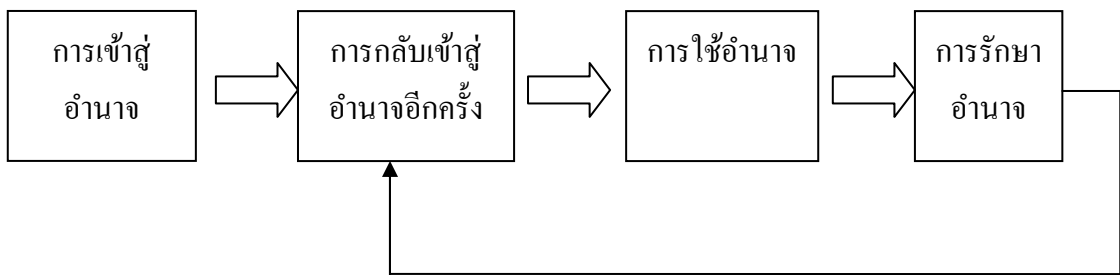 การเข้าสู่
อำนาจ
การกลับเข้าสู่
อำนาจอีกครั้ง
การใช้อำนาจ
การรักษา
อำนาจ